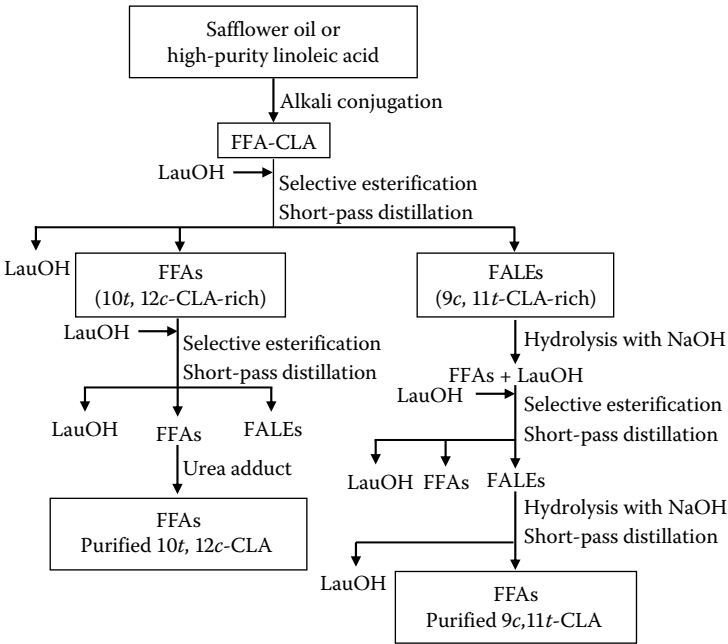 Safflower oil or
high-purity linoleic acid
Alkali conjugation
FFA-CLA
LauOH
Selective esterification
Short-pass distillation
LauOH
FFAs
(10t, 12c-CLA-rich)
FALEs
(9c, 11t-CLA-rich)
LauOH
Selective esterification
Short-pass distillation
LauOH
FFAs
FALEs
Urea adduct
FFAs
Purified 10t, 12c-CLA
Hydrolysis with NaOH
FFAs + LauOH
LauOH
Selective esterification
Short-pass distillation
LauOH
FFAs
FALEs
Hydrolysis with NaOH
Short-pass distillation
LauOH
FFAs
Purified 9c,11t-CLA